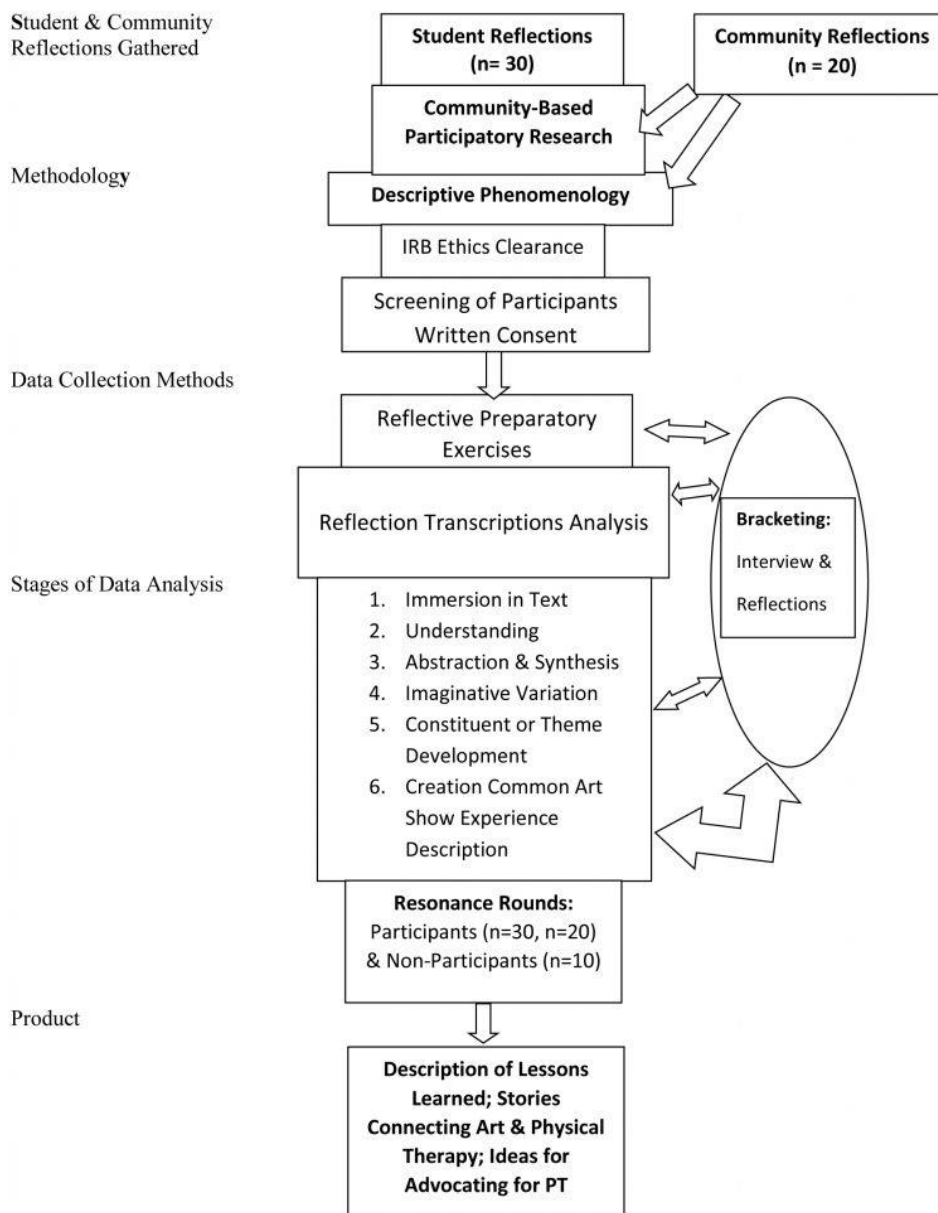 Student & Community
Reflections Gathered
Student Reflections
(n= 30)
Community Reflections
(n = 20)
Community-Based
Participatory Research
Methodology
Descriptive Phenomenology
IRB Ethics Clearance
Screening of Participants
Written Consent
Data Collection Methods
Reflective Preparatory
Exercises
Reflection Transcriptions Analysis
Bracketing:
Interview &
Reflections
Stages of Data Analysis
1. Immersion in Text
2. Understanding
3. Abstraction & Synthesis
4. Imaginative Variation
5. Constituent or Theme
Development
6. Creation Common Art
Show Experience
Description
Resonance Rounds:
Participants (n=30, n=20)
& Non-Participants (n=10)
Product
Description of Lessons
Learned; Stories
Connecting Art & Physical
Therapy; Ideas for
Advocating for PT